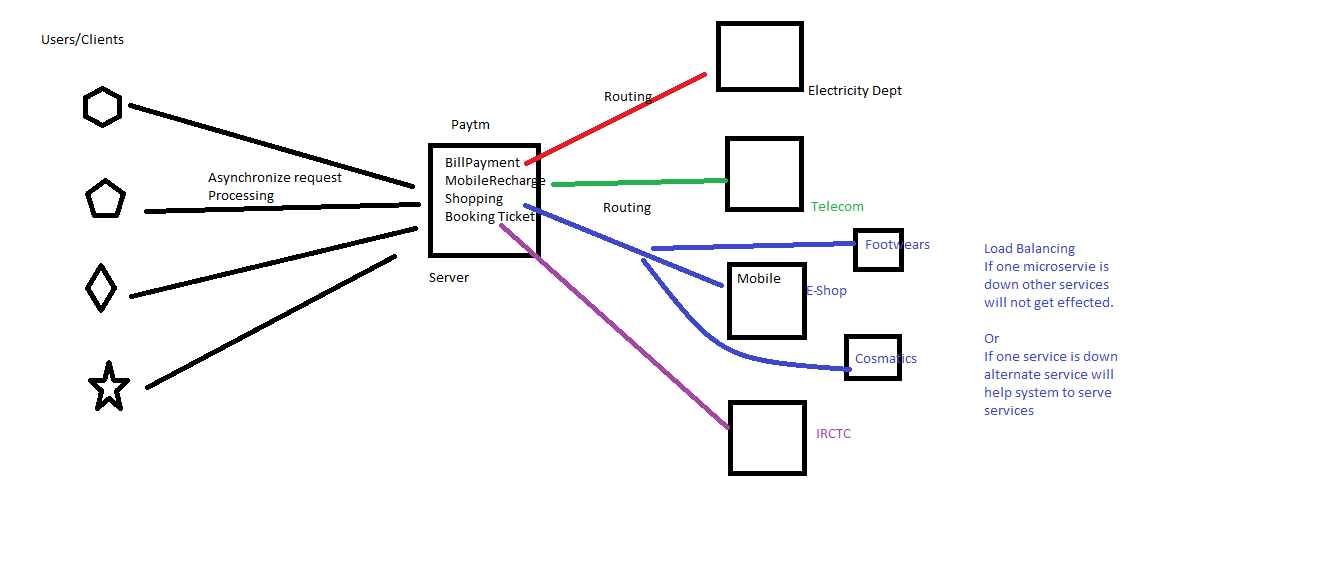 Users/Clients
Asynchronize request
Processing
Paytm
BillPayment
MobileRecharge
Shopping
Booking Ticket
Server
Routing
Routing
Electricity Dept
Telecom
Footwears
Mobile
E-Shop
Cosmatics
IRCTC
Load Balancing
If one microservie is
down other services
will not get effected.
Or
If one service is down
alternate service will
help system to serve
services